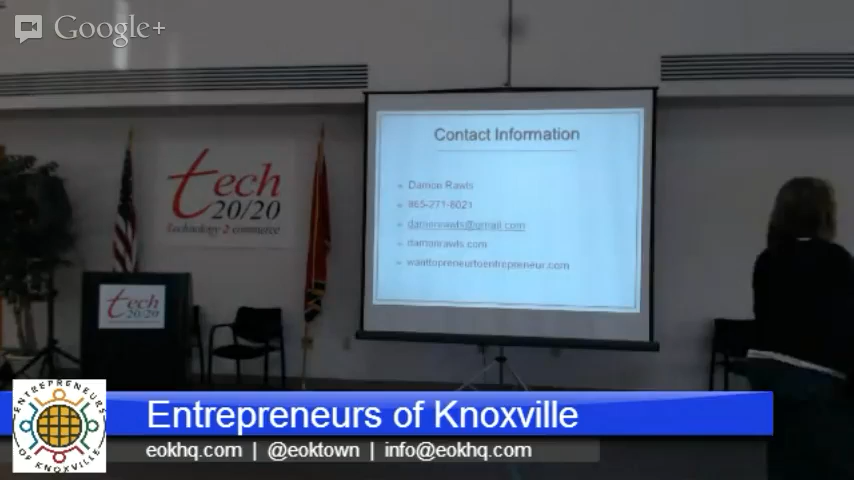 Google+
Contact Information
Damon Rawls
865-271-8021
damonrawls@gmail.com
damonrawls.com
wanttopreneurtoentrepreneur.com
tech
20/20
Technology 2 commerce
tech
20/20
ENTREPRENEURS
OF KNOXVILLE
Entrepreneurs of Knoxville
eokhq.com | @eoktown | info@eokhq.com